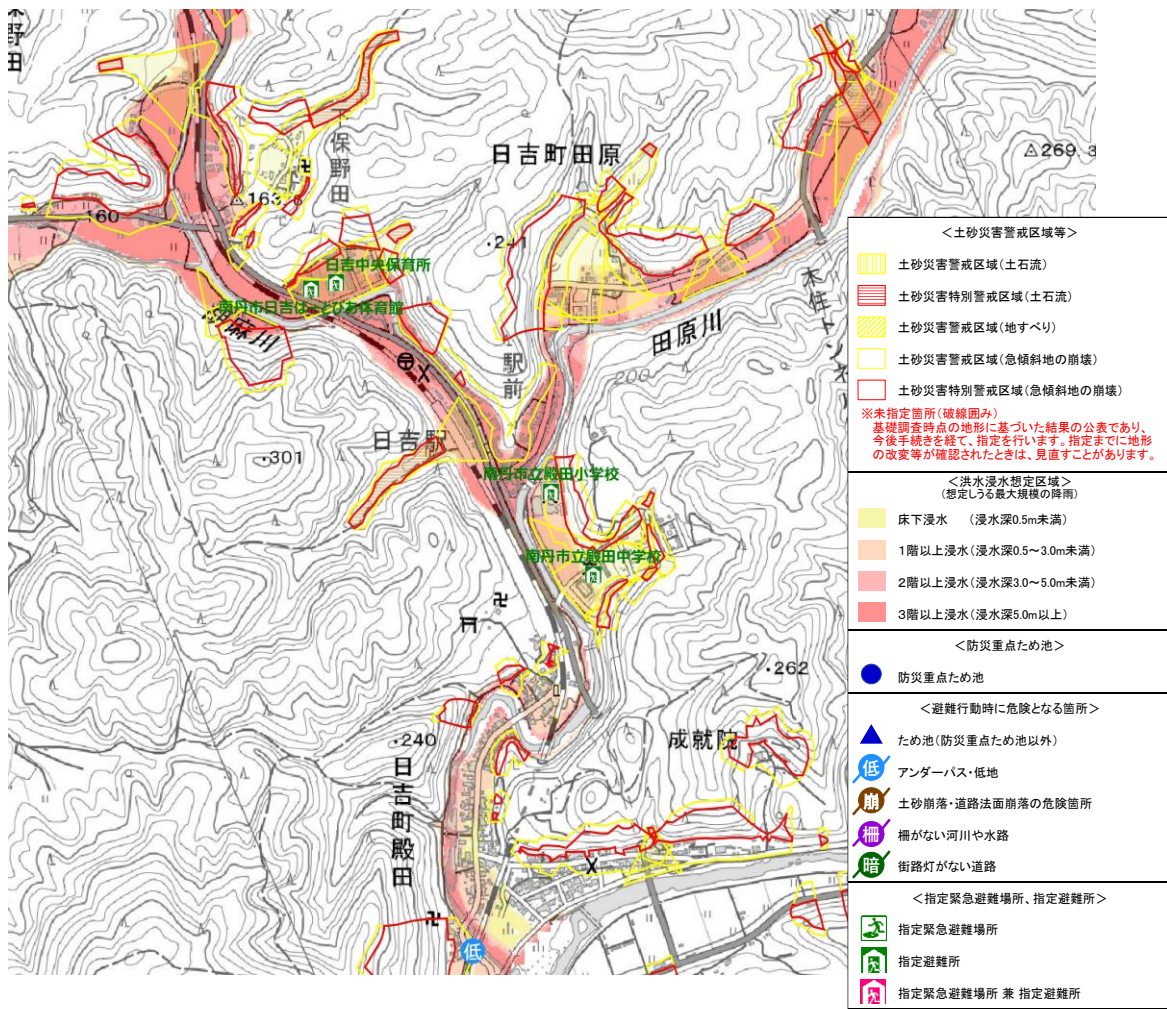 木野田
下保野田
日吉町田原
△269.3
△163.6
160
・241
日吉中央保育所
南丹市日吉はーとぴあ体育館
胡麻川
田原川
木住トンネル
駅前
200
日吉駅
・301
南丹市立殿田小学校
南丹市立殿田中学校
・262
・240
成就院
日吉町殿田
低
＜土砂災害警戒区域等＞
土砂災害警戒区域(土石流)
土砂災害特別警戒区域(土石流)
土砂災害警戒区域(地すべり)
土砂災害警戒区域(急傾斜地の崩壊)
土砂災害特別警戒区域(急傾斜地の崩壊)
※未指定箇所(破線囲み)
基礎調査時点の地形に基づいた結果の公表であり、
今後手続きを経て、指定を行います。指定までに地形
の改変等が確認されたときは、見直すことがあります。
＜洪水浸水想定区域＞
(想定しうる最大規模の降雨)
床下浸水　(浸水深0.5m未満)
1階以上浸水(浸水深0.5～3.0m未満)
2階以上浸水(浸水深3.0～5.0m未満)
3階以上浸水(浸水深5.0m以上)
＜防災重点ため池＞
防災重点ため池
＜避難行動時に危険となる箇所＞
ため池(防災重点ため池以外)
低 アンダーパス・低地
崩 土砂崩落・道路法面崩落の危険箇所
柵 柵がない河川や水路
暗 街路灯がない道路
＜指定緊急避難場所、指定避難所＞
指定緊急避難場所
指定避難所
指定緊急避難場所 兼 指定避難所